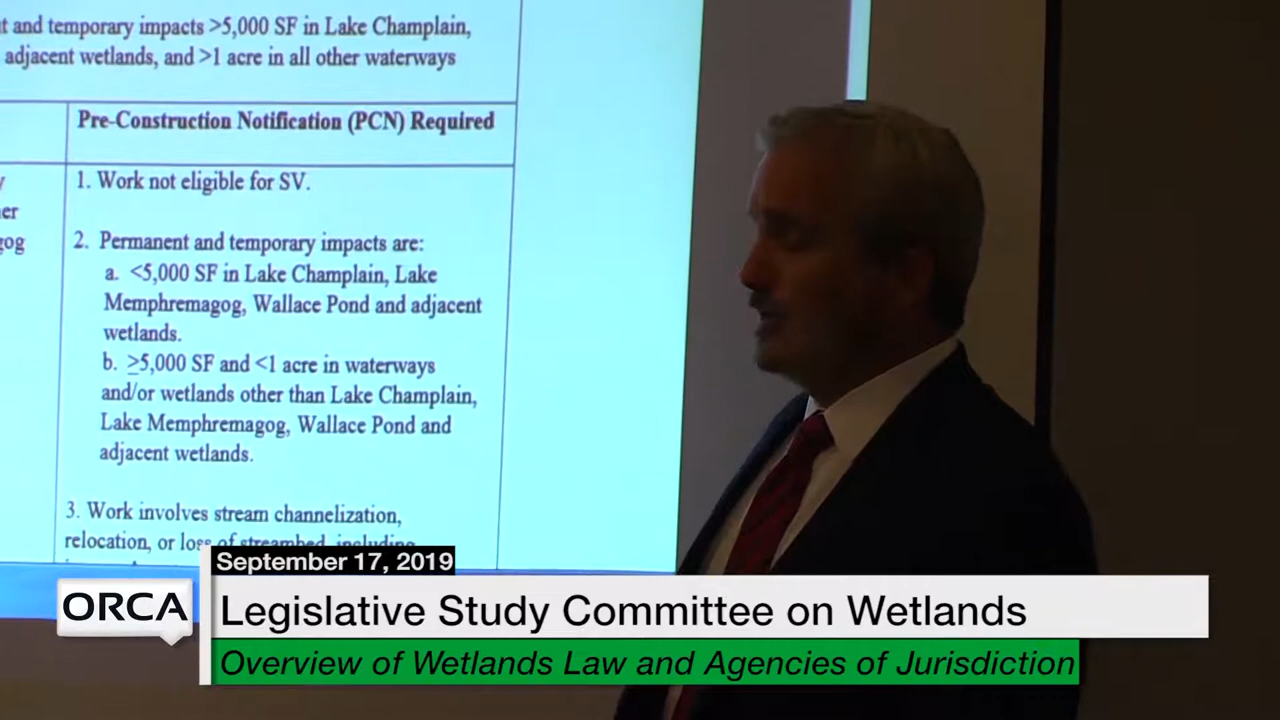 t and temporary impacts >5,000 SF in Lake Champlain,
adjacent wetlands, and >1 acre in all other waterways
Pre-Construction Notification (PCN) Required
1. Work not eligible for SV.
2. Permanent and temporary impacts are:
a. <5,000 SF in Lake Champlain, Lake
Memphremagog, Wallace Pond and adjacent
wetlands.
b. ≥5,000 SF and <1 acre in waterways
and/or wetlands other than Lake Champlain,
Lake Memphremagog, Wallace Pond and
adjacent wetlands.
3. Work involves stream channelization,
relocation, or loss of streambed, including
September 17, 2019
ORCA
Legislative Study Committee on Wetlands
Overview of Wetlands Law and Agencies of Jurisdiction